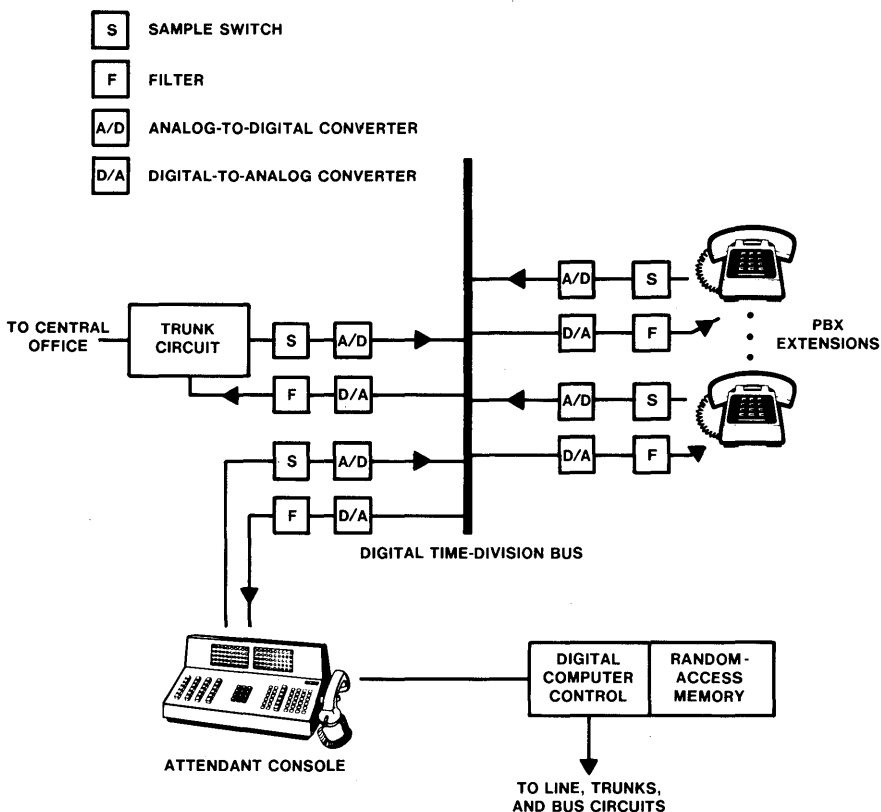 S SAMPLE SWITCH
F FILTER
A/D ANALOG-TO-DIGITAL CONVERTER
D/A DIGITAL-TO-ANALOG CONVERTER
A/D S
TO CENTRAL
OFFICE
TRUNK
CIRCUIT
S A/D
D/A F
PBX
EXTENSIONS
F D/A
A/D S
S A/D
D/A F
F D/A
DIGITAL TIME-DIVISION BUS
ATTENDANT CONSOLE
DIGITAL
COMPUTER
CONTROL
RANDOM-
ACCESS
MEMORY
TO LINE, TRUNKS,
AND BUS CIRCUITS